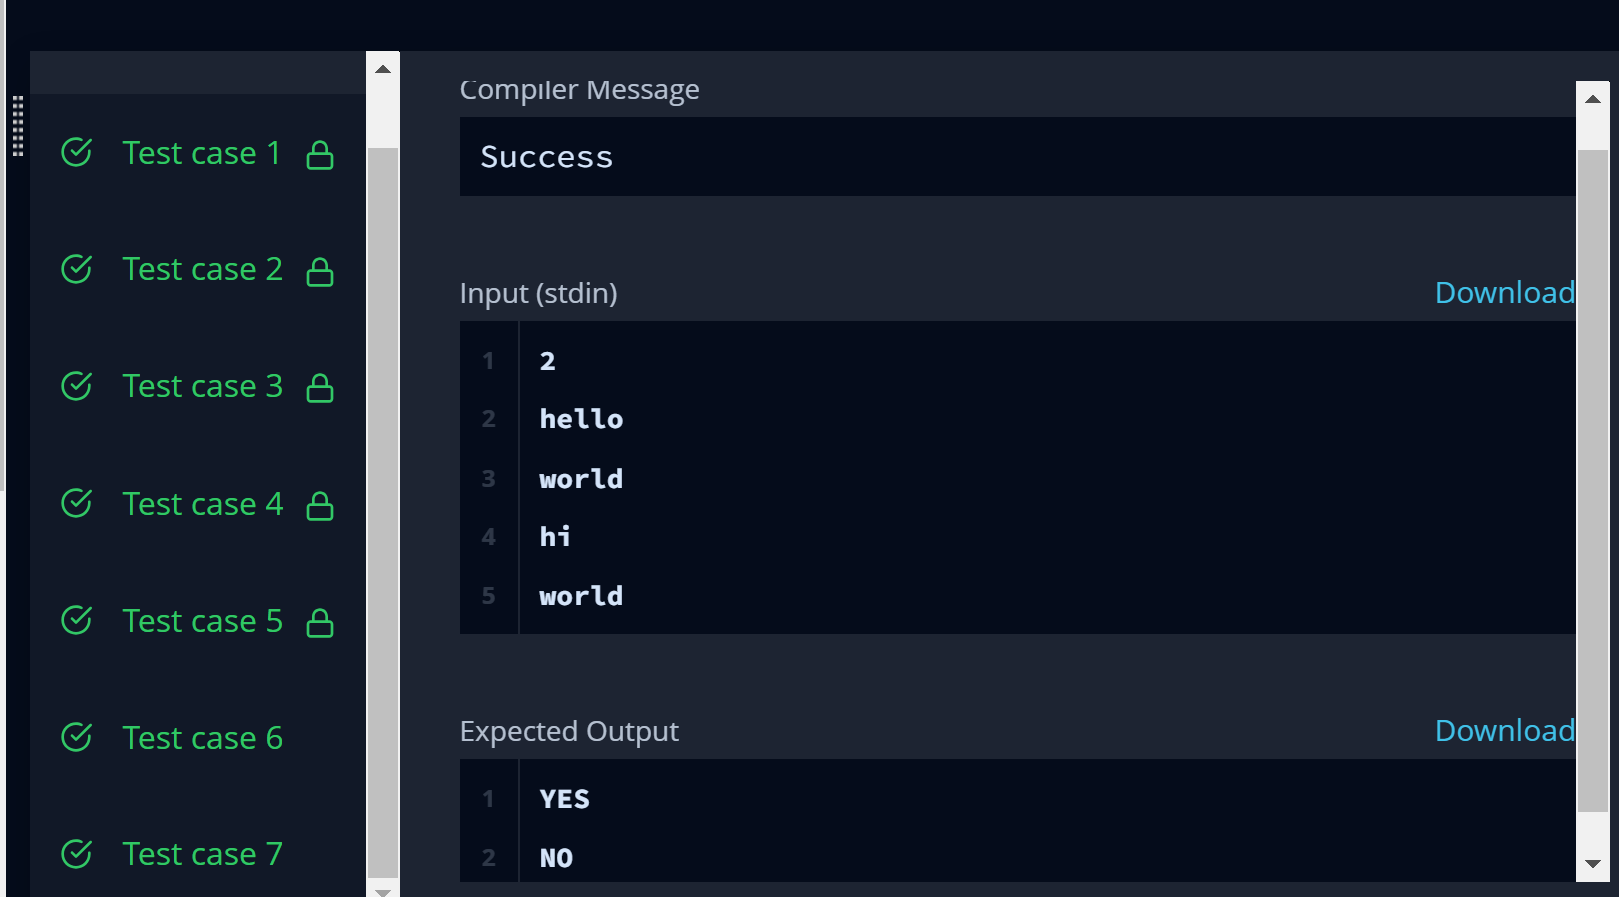 Test case 1
Test case 2
Test case 3
Test case 4
Test case 5
Test case 6
Test case 7
Compiler Message
Success
Input (stdin)
Download
1 2
2 hello
3 world
4 hi
5 world
Expected Output
Download
1 YES
2 NO